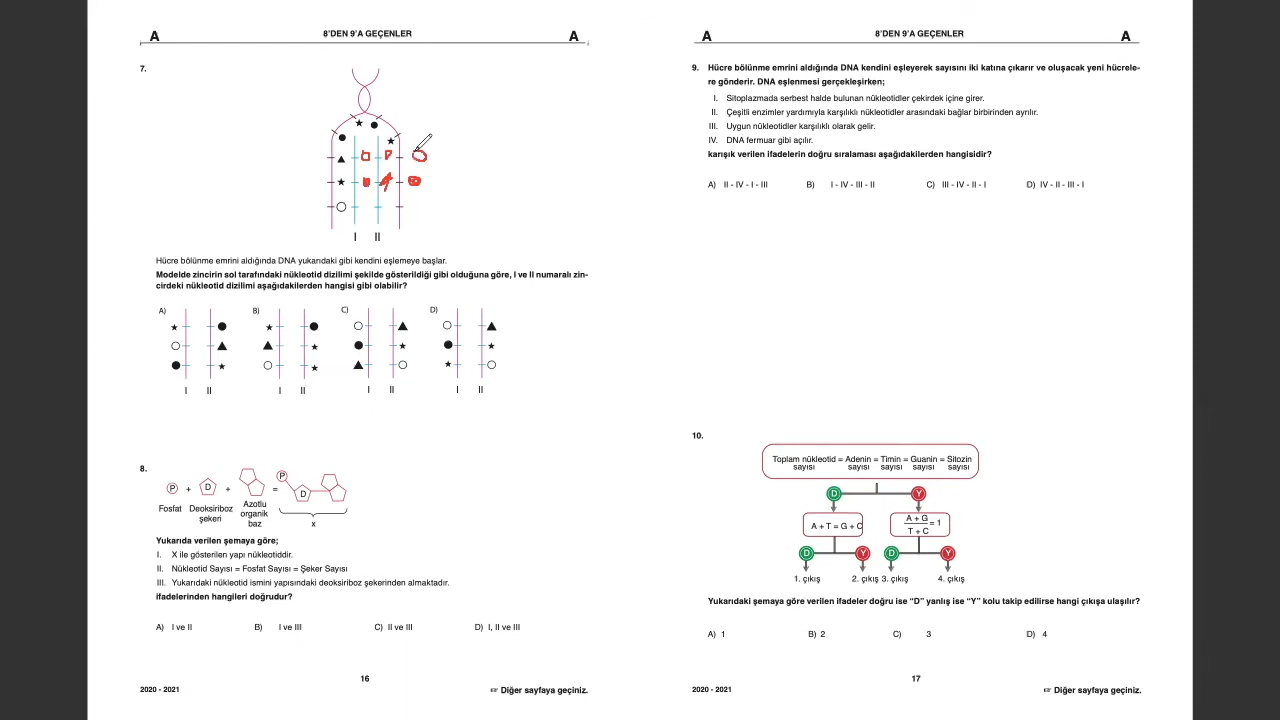 A 8'DEN 9'A GEÇENLER A
7.
I II
Hücre bölünme emrini aldığında DNA yukarıdaki gibi kendini eşlemeye başlar.
Modelde zincirin sol tarafındaki nükleotid dizilimi şekilde gösterildiği gibi olduğuna göre, I ve II numaralı zin-
cirdeki nükleotid dizilimi aşağıdakilerden hangisi gibi olabilir?
A) B) C) D)
I II I II I II I II
8.
P + D + = P D
Fosfat Deoksiriboz şekeri Azotlu organik baz x
Yukarıda verilen şemaya göre;
I. X ile gösterilen yapı nükleotiddir.
II. Nükleotid Sayısı = Fosfat Sayısı = Şeker Sayısı
III. Yukarıdaki nükleotid ismini yapısındaki deoksiriboz şekerinden almaktadır.
ifadelerinden hangileri doğrudur?
A) I ve II B) I ve III C) II ve III D) I, II ve III
16
2020 - 2021 ☞ Diğer sayfaya geçiniz.
A 8'DEN 9'A GEÇENLER A
9. Hücre bölünme emrini aldığında DNA kendini eşleyerek sayısını iki katına çıkarır ve oluşacak yeni hücrele-
re gönderir. DNA eşlenmesi gerçekleşirken;
I. Sitoplazmada serbest halde bulunan nükleotidler çekirdek içine girer.
II. Çeşitli enzimler yardımıyla karşılıklı nükleotidler arasındaki bağlar birbirinden ayrılır.
III. Uygun nükleotidler karşılıklı olarak gelir.
IV. DNA fermuar gibi açılır.
karışık verilen ifadelerin doğru sıralaması aşağıdakilerden hangisidir?
A) II - IV - I - III B) I - IV - III - II C) III - IV - II - I D) IV - II - III - I
10.
Toplam nükleotid = Adenin = Timin = Guanin = Sitozin
sayısı sayısı sayısı sayısı sayısı
D Y
A + T = G + C
A + G
= 1
T + C
D Y D Y
1. çıkış 2. çıkış 3. çıkış 4. çıkış
Yukarıdaki şemaya göre verilen ifadeler doğru ise “D” yanlış ise “Y” kolu takip edilirse hangi çıkışa ulaşılır?
A) 1 B) 2 C) 3 D) 4
17
2020 - 2021 ☞ Diğer sayfaya geçiniz.